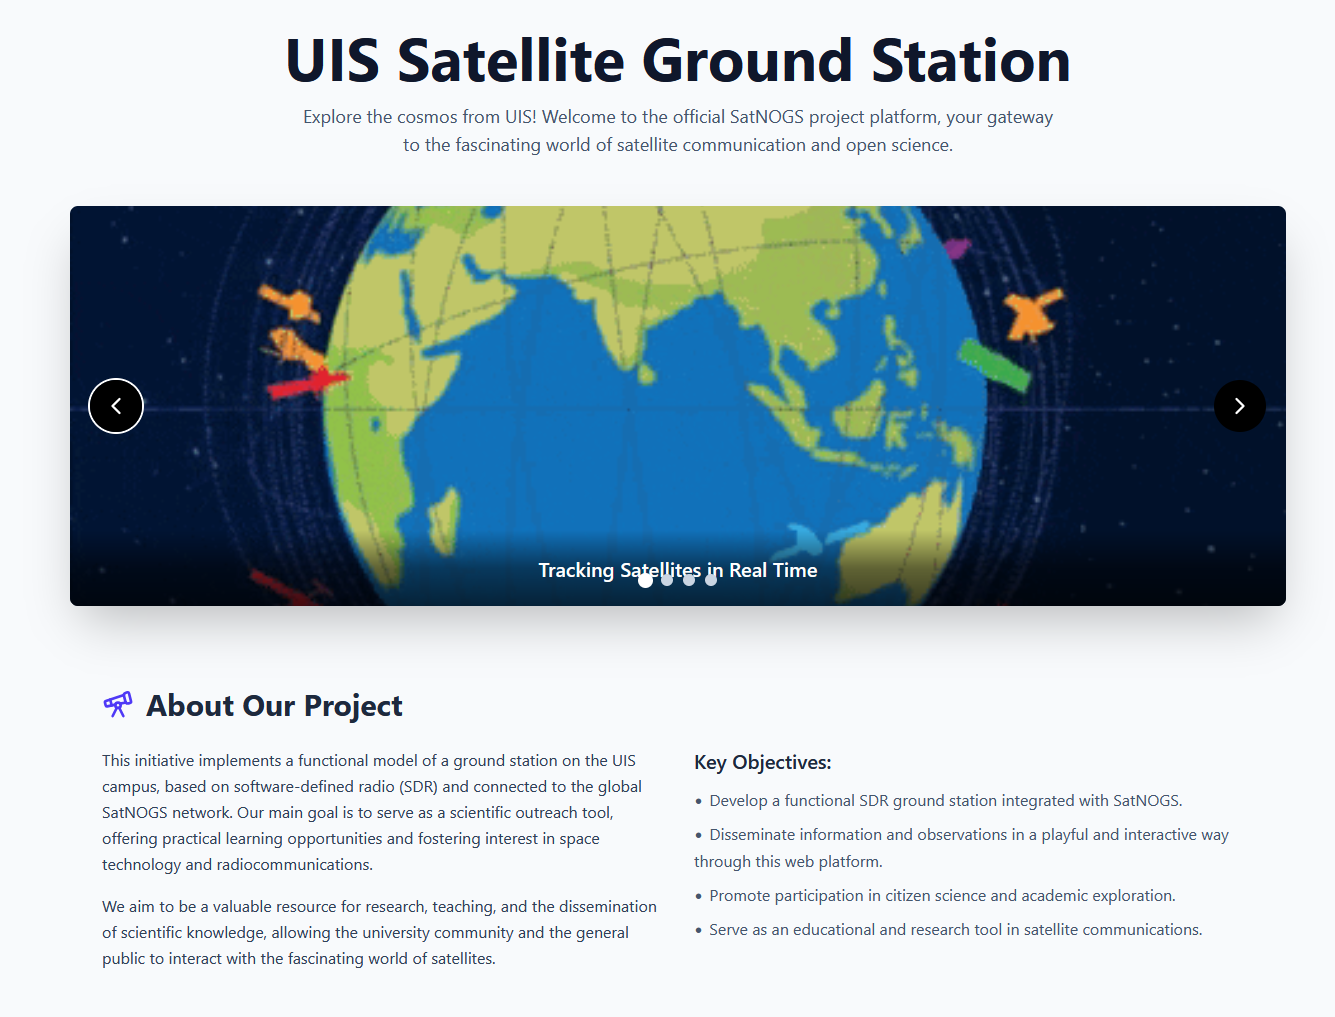 UIS Satellite Ground Station
Explore the cosmos from UIS! Welcome to the official SatNOGS project platform, your gateway
to the fascinating world of satellite communication and open science.
Tracking Satellites in Real Time
About Our Project
This initiative implements a functional model of a ground station on the UIS
campus, based on software-defined radio (SDR) and connected to the global
SatNOGS network. Our main goal is to serve as a scientific outreach tool,
offering practical learning opportunities and fostering interest in space
technology and radiocommunications.
We aim to be a valuable resource for research, teaching, and the dissemination
of scientific knowledge, allowing the university community and the general
public to interact with the fascinating world of satellites.
Key Objectives:
• Develop a functional SDR ground station integrated with SatNOGS.
• Disseminate information and observations in a playful and interactive way
through this web platform.
• Promote participation in citizen science and academic exploration.
• Serve as an educational and research tool in satellite communications.